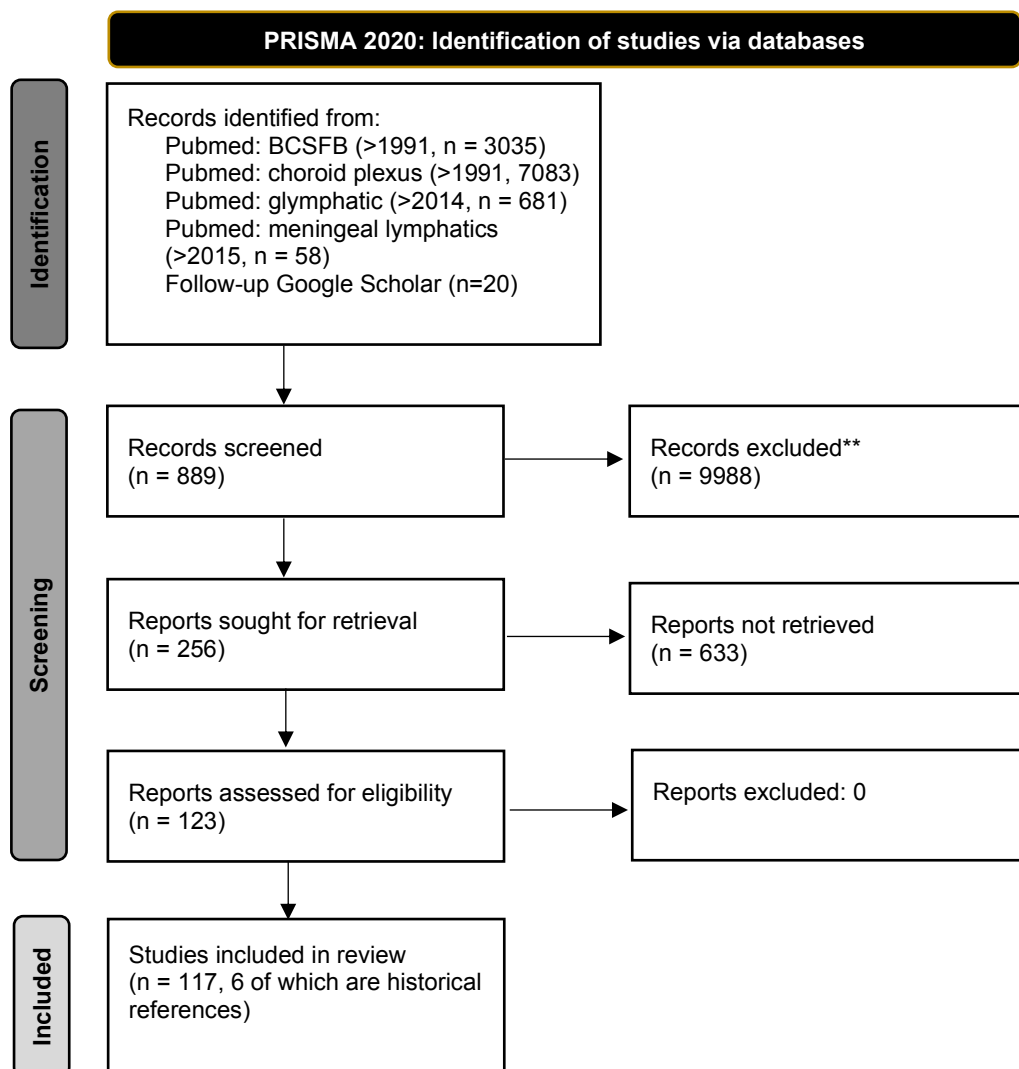 PRISMA 2020: Identification of studies via databases
Identification
Records identified from:
Pubmed: BCSFB (>1991, n = 3035)
Pubmed: choroid plexus (>1991, 7083)
Pubmed: glymphatic (>2014, n = 681)
Pubmed: meningeal lymphatics
(>2015, n = 58)
Follow-up Google Scholar (n=20)
Screening
Records screened
(n = 889)
Records excluded**
(n = 9988)
Reports sought for retrieval
(n = 256)
Reports not retrieved
(n = 633)
Reports assessed for eligibility
(n = 123)
Reports excluded: 0
Included
Studies included in review
(n = 117, 6 of which are historical
references)